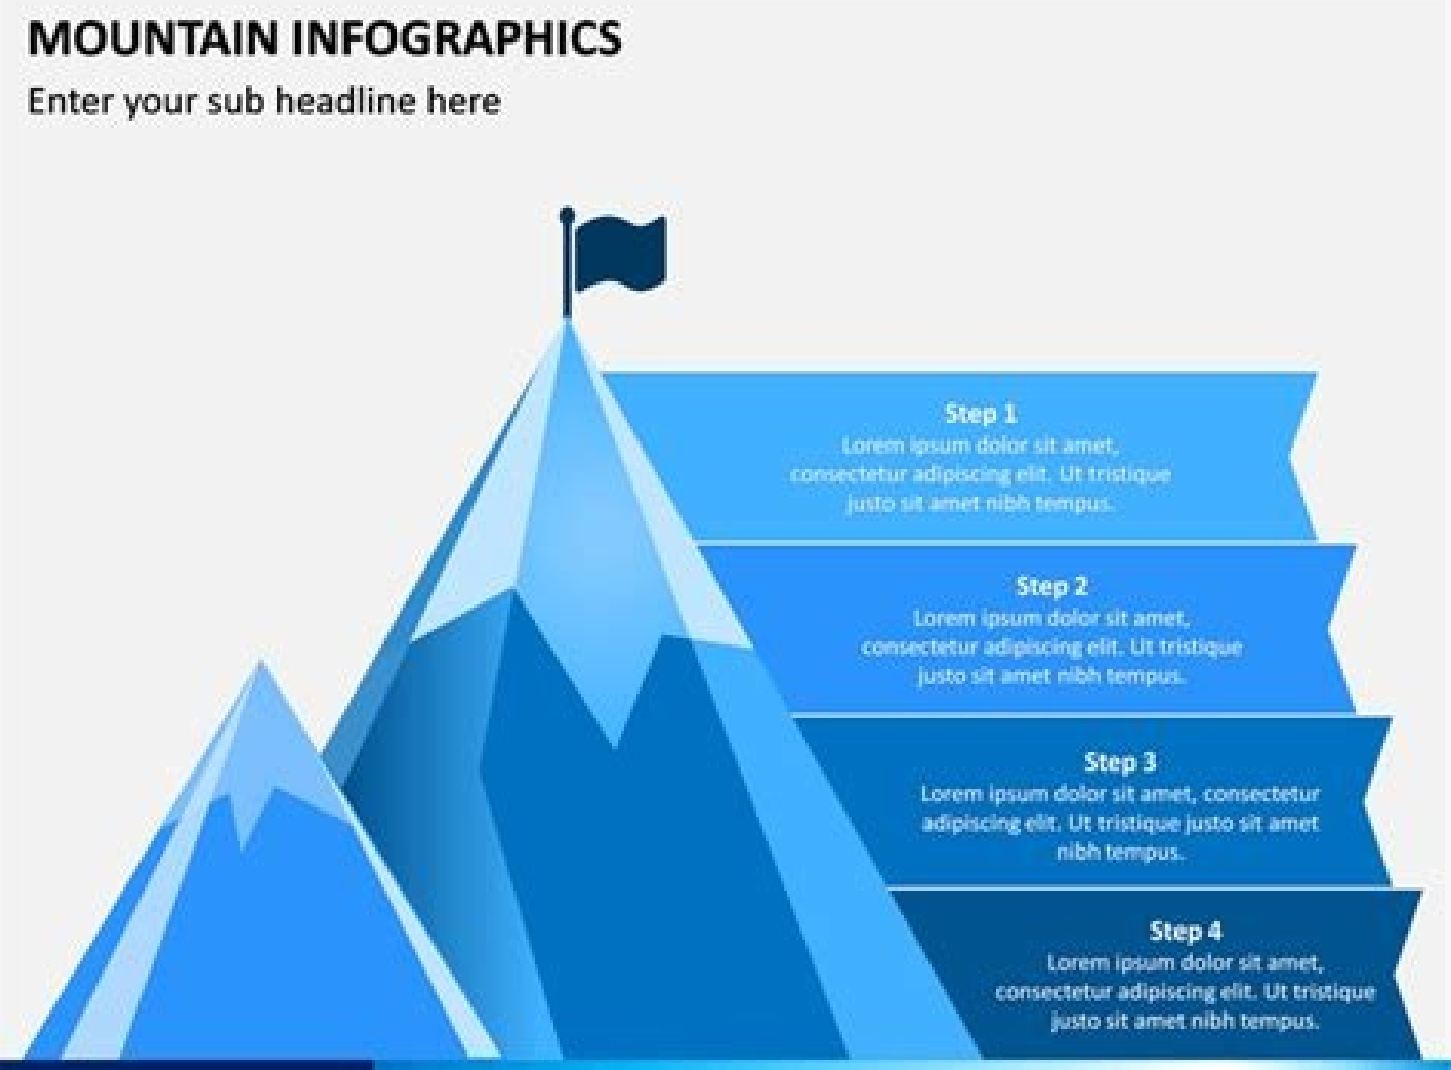 MOUNTAIN INFOGRAPHICS
Enter your sub headline here
Step 1
Lorem ipsum dolor sit amet,
consectetur adipiscing elit. Ut tristique
justo sit amet nibh tempus.
Step 2
Lorem ipsum dolor sit amet,
consectetur adipiscing elit. Ut tristique
justo sit amet nibh tempus.
Step 3
Lorem ipsum dolor sit amet, consectetur
adipiscing elit. Ut tristique justo sit amet
nibh tempus.
Step 4
Lorem ipsum dolor sit amet,
consectetur adipiscing elit. Ut tristique
justo sit amet nibh tempus.